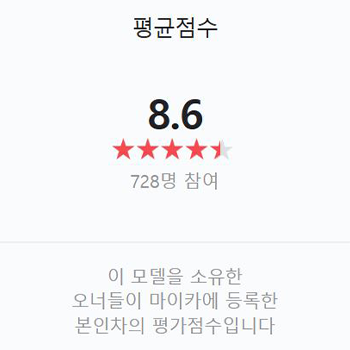 평균점수
8.6
728명 참여
이 모델을 소유한
오너들이 마이카에 등록한
본인차의 평가점수입니다